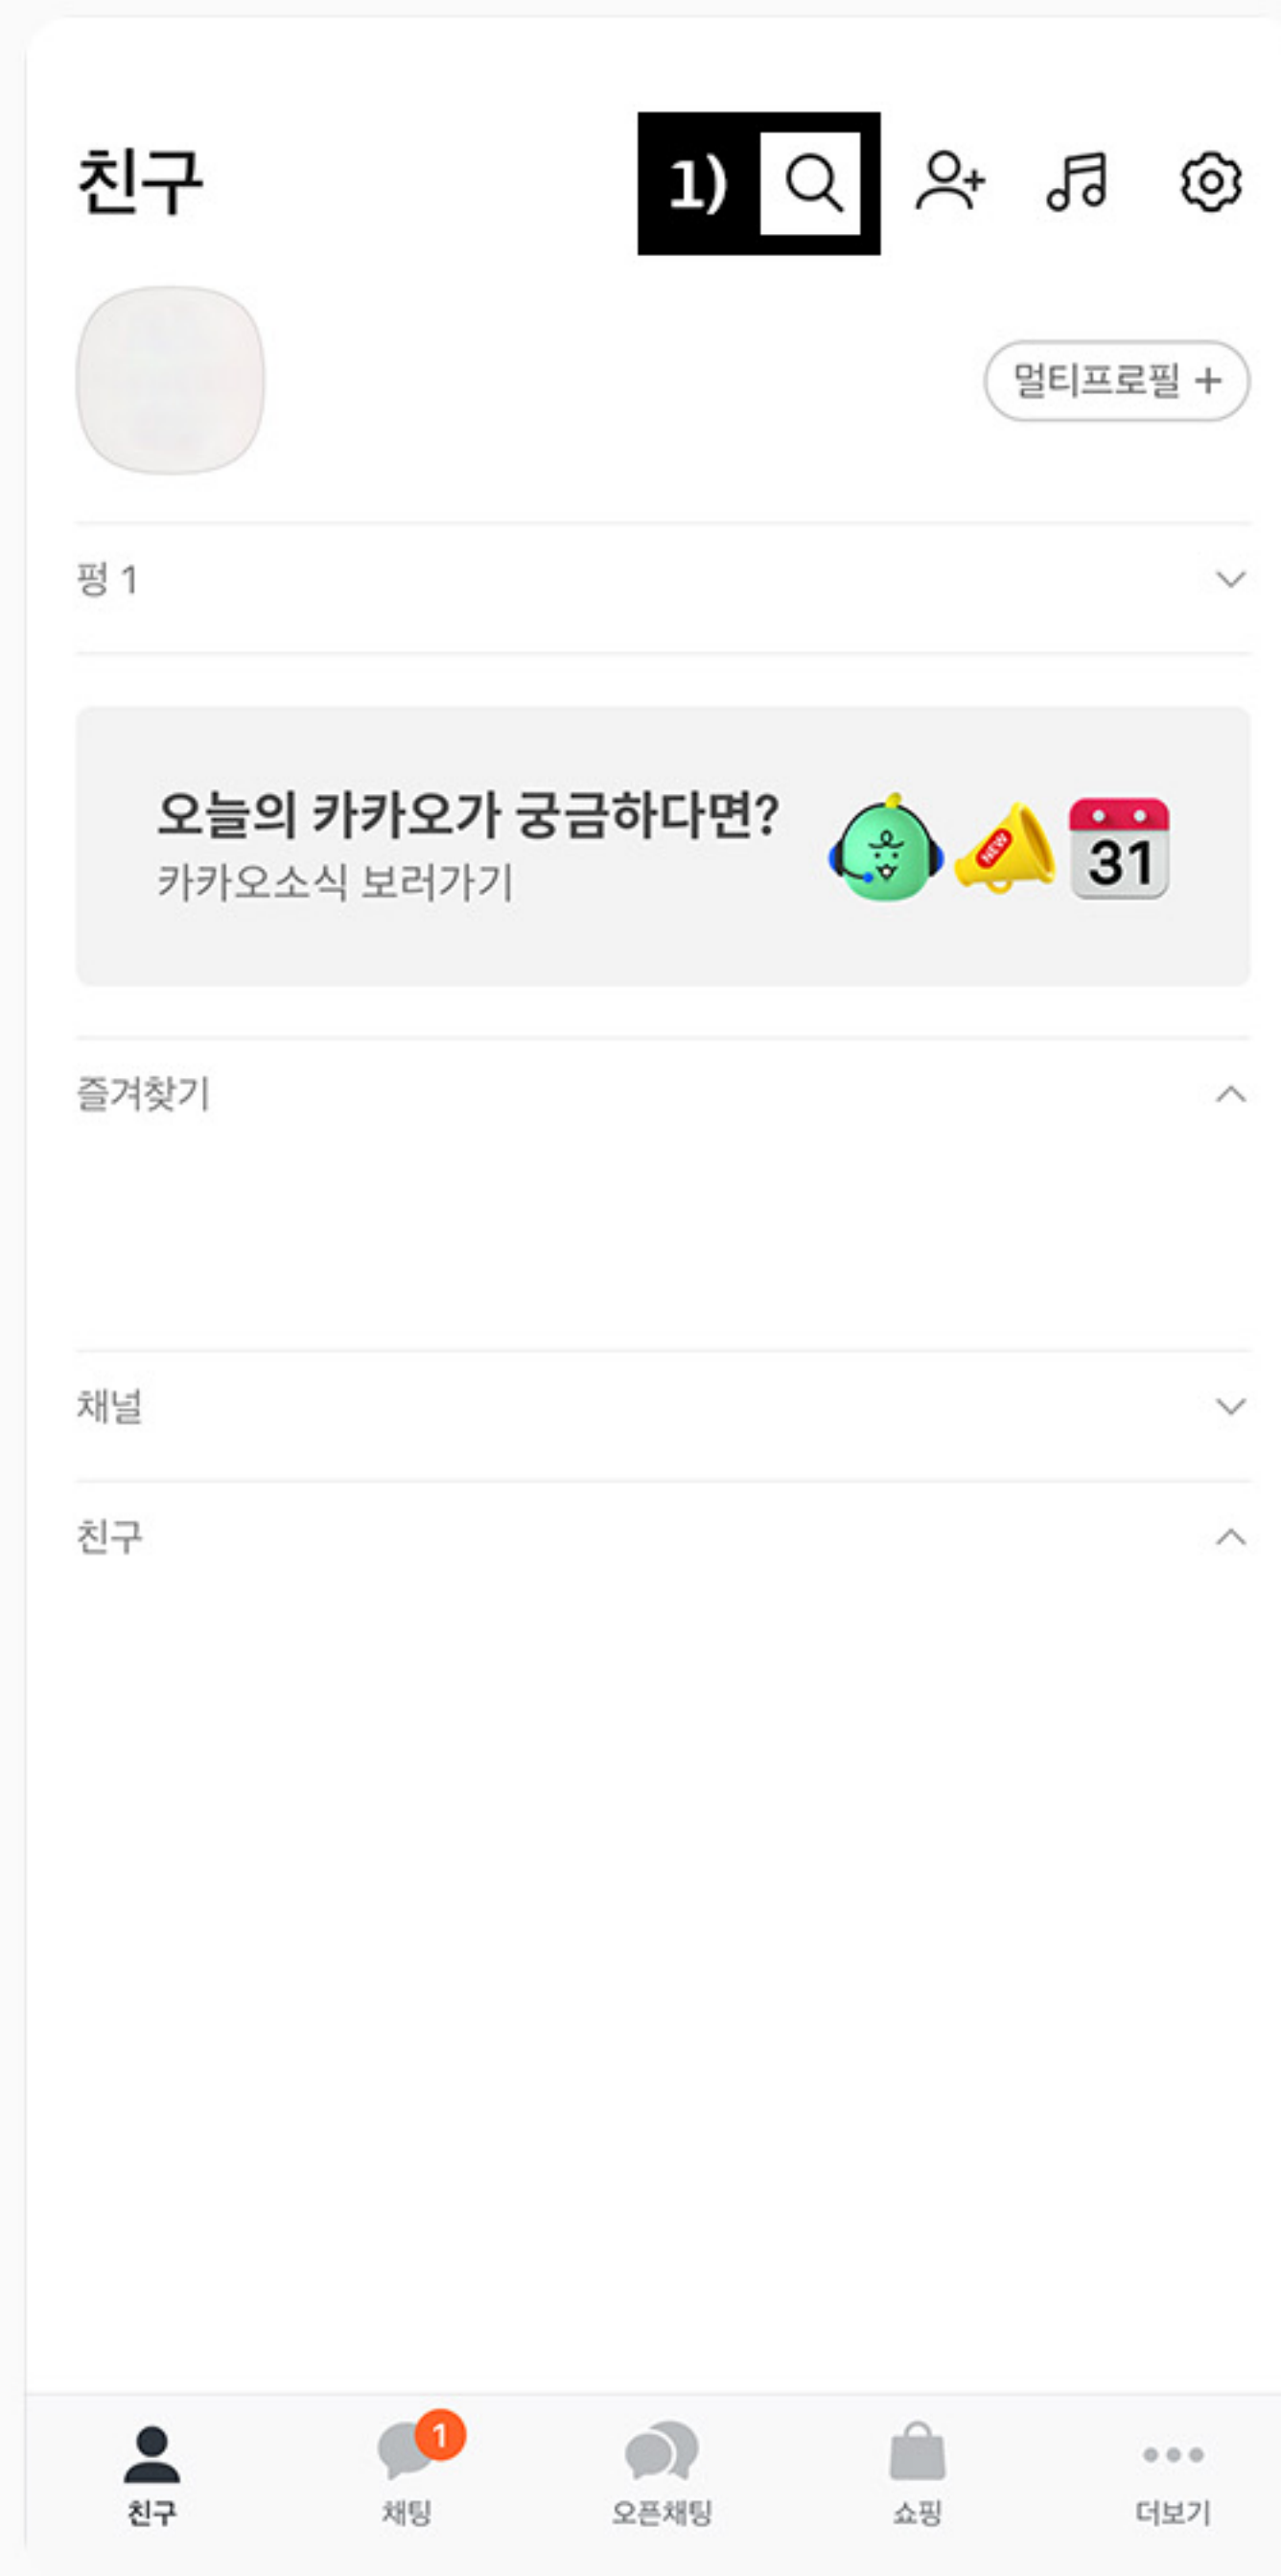 친구
1)
멀티프로필 +
펑 1
오늘의 카카오가 궁금하다면?
카카오소식 보러가기
NEW
31
즐겨찾기
채널
친구
1
친구
채팅
오픈채팅
쇼핑
더보기